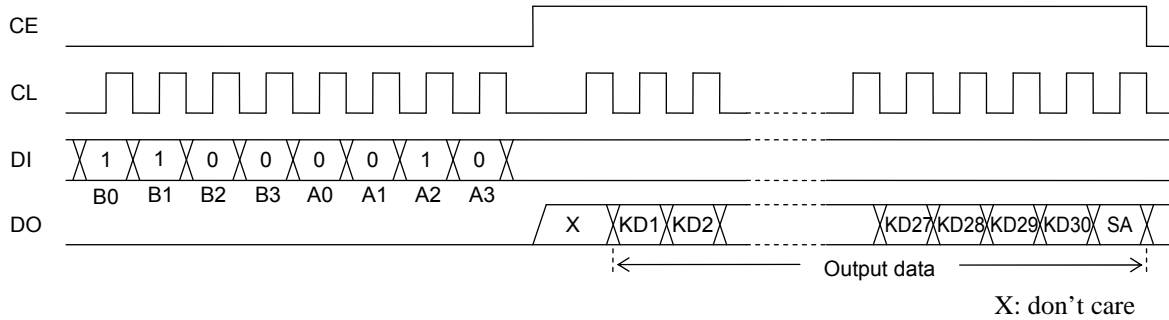 CE
CL
DI 1 1 0 0 0 0 1 0
B0 B1 B2 B3 A0 A1 A2 A3
DO X KD1 KD2 KD27 KD28 KD29 KD30 SA
Output data
X: don't care